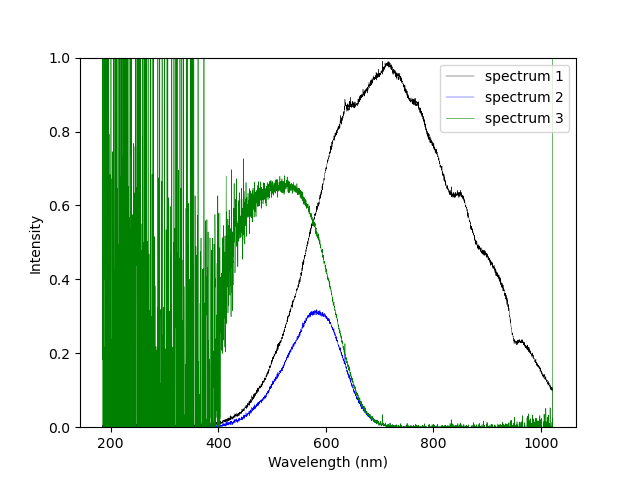 1.0
0.8
0.6
0.4
0.2
0.0
200 400 600 800 1000
Intensity
Wavelength (nm)
spectrum 1
spectrum 2
spectrum 3